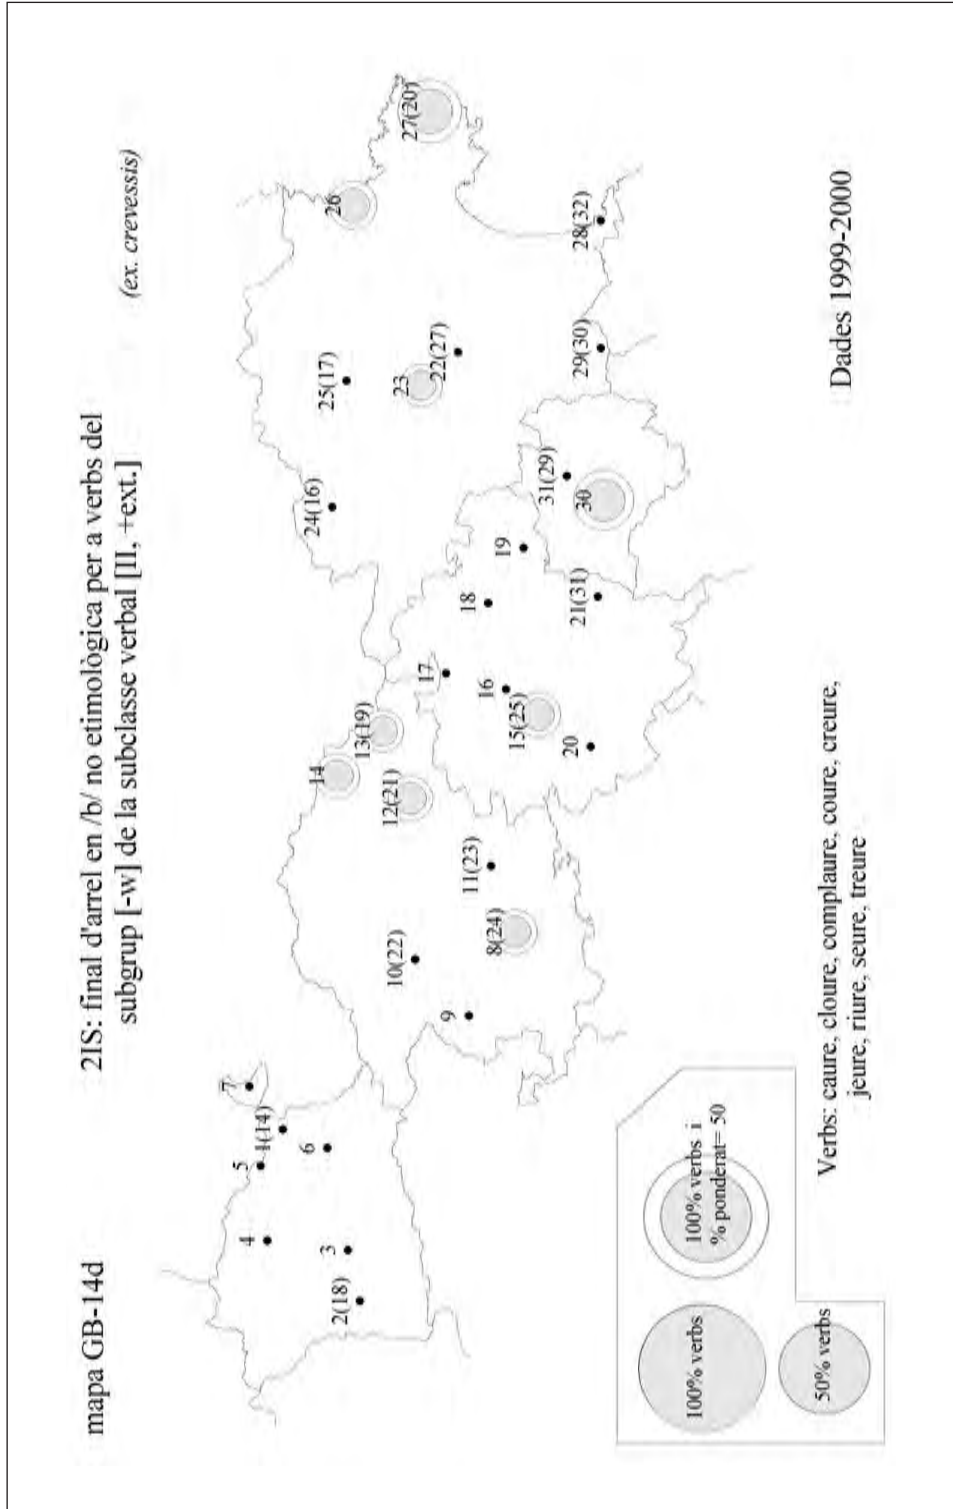 mapa GB-14d
2IS: final d'arrel en /b/ no etimològica per a verbs del
subgrup [-w] de la subclasse verbal [II, +ext.]
(ex. crevessis)
7
5
1(14)
4
6
3
2(18)
14
13(19)
12(21)
10(22)
11(23)
9
8(24)
17
18
19
16
15(25)
20
21(31)
24(16)
25(17)
26
27(20)
23
22(27)
31(29)
30
29(30)
28(32)
100% verbs
100% verbs i
% ponderat= 50
50% verbs
Verbs: caure, cloure, complaure, coure, creure,
jeure, riure, seure, treure
Dades 1999-2000